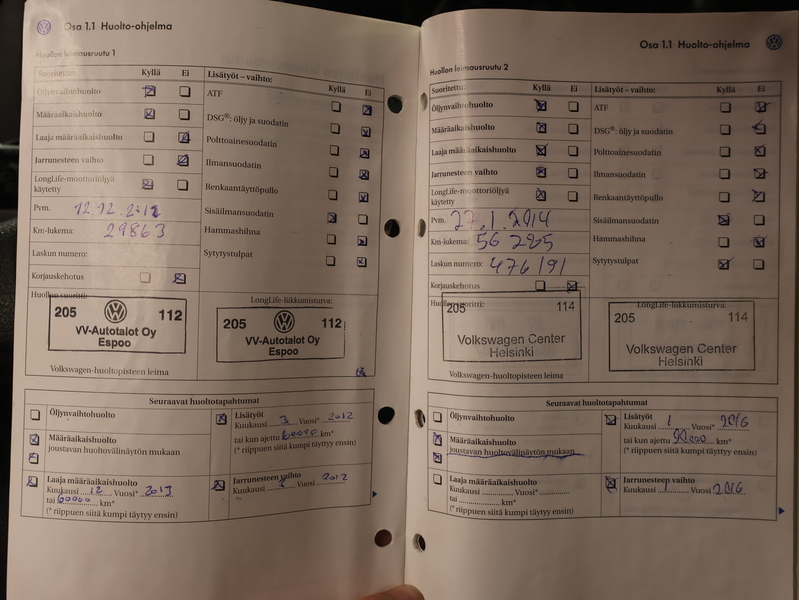 Osa 1.1 Huolto-ohjelma
Huollon leimausruutu 1
Suoritettu: Kyllä Ei
Öljynvaihtohuolto
Määräaikaishuolto
Laaja määräaikaishuolto
Jarrunesteen vaihto
LongLife-moottoriöljyä
käytetty
Pvm. 12.12.2012
Km-lukema: 29863
Laskun numero:
Korjauskehotus
Lisätyöt – vaihto: Kyllä Ei
ATF
DSG®: öljy ja suodatin
Polttoainesuodatin
Ilmansuodatin
Renkaantäyttöpullo
Sisäilmansuodatin
Hammashihna
Sytytystulpat
Huollon suoritti:
205 112
VV-Autotalot Oy
Espoo
Volkswagen-huoltopisteen leima
LongLife-liikkumisturva:
205 112
VV-Autotalot Oy
Espoo
Seuraavat huoltotapahtumat
Öljynvaihtohuolto
Määräaikaishuolto
joustavan huoltovälinäytön mukaan
Laaja määräaikaishuolto
Kuukausi 12 Vuosi* 2013
tai 60000 km*
(* riippuen siitä kumpi täytyy ensin)
Lisätyöt
Kuukausi 3 Vuosi* 2012
tai kun ajettu 60000 km*
(* riippuen siitä kumpi täytyy ensin)
Jarrunesteen vaihto
Kuukausi Vuosi 2012
Osa 1.1 Huolto-ohjelma
Huollon leimausruutu 2
Suoritettu: Kyllä Ei
Öljynvaihtohuolto
Määräaikaishuolto
Laaja määräaikaishuolto
Jarrunesteen vaihto
LongLife-moottoriöljyä
käytetty
Pvm. 27.1.2014
Km-lukema: 56285
Laskun numero: 476191
Korjauskehotus
Lisätyöt – vaihto: Kyllä Ei
ATF
DSG®: öljy ja suodatin
Polttoainesuodatin
Ilmansuodatin
Renkaantäyttöpullo
Sisäilmansuodatin
Hammashihna
Sytytystulpat
Huollon suoritti:
205 114
Volkswagen Center
Helsinki
Volkswagen-huoltopisteen leima
LongLife-liikkumisturva:
205 114
Volkswagen Center
Helsinki
Seuraavat huoltotapahtumat
Öljynvaihtohuolto
Määräaikaishuolto
joustavan huoltovälinäytön mukaan
Laaja määräaikaishuolto
Kuukausi Vuosi*
tai km*
(* riippuen siitä kumpi täytyy ensin)
Lisätyöt
Kuukausi 1 Vuosi* 2016
tai kun ajettu 90000 km*
(* riippuen siitä kumpi täytyy ensin)
Jarrunesteen vaihto
Kuukausi 1 Vuosi 2016